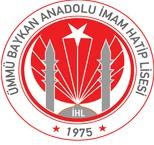 ÜMMÜ BAYKAN ANADOLU İMAM HATİP LİSESİ
İHL
1975